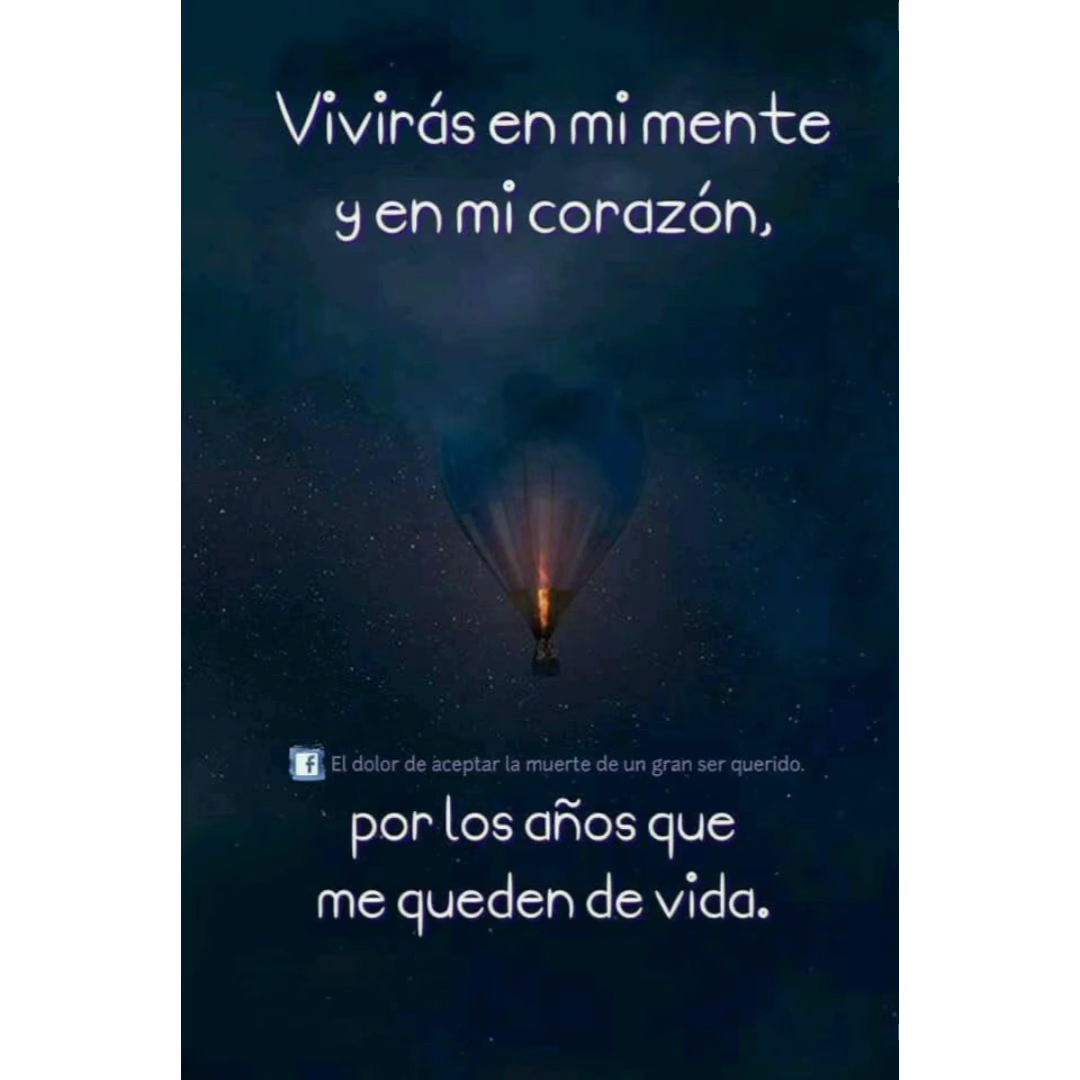 Vivirás en mi mente
y en mi corazón,
El dolor de aceptar la muerte de un gran ser querido.
por los años que
me queden de vida.